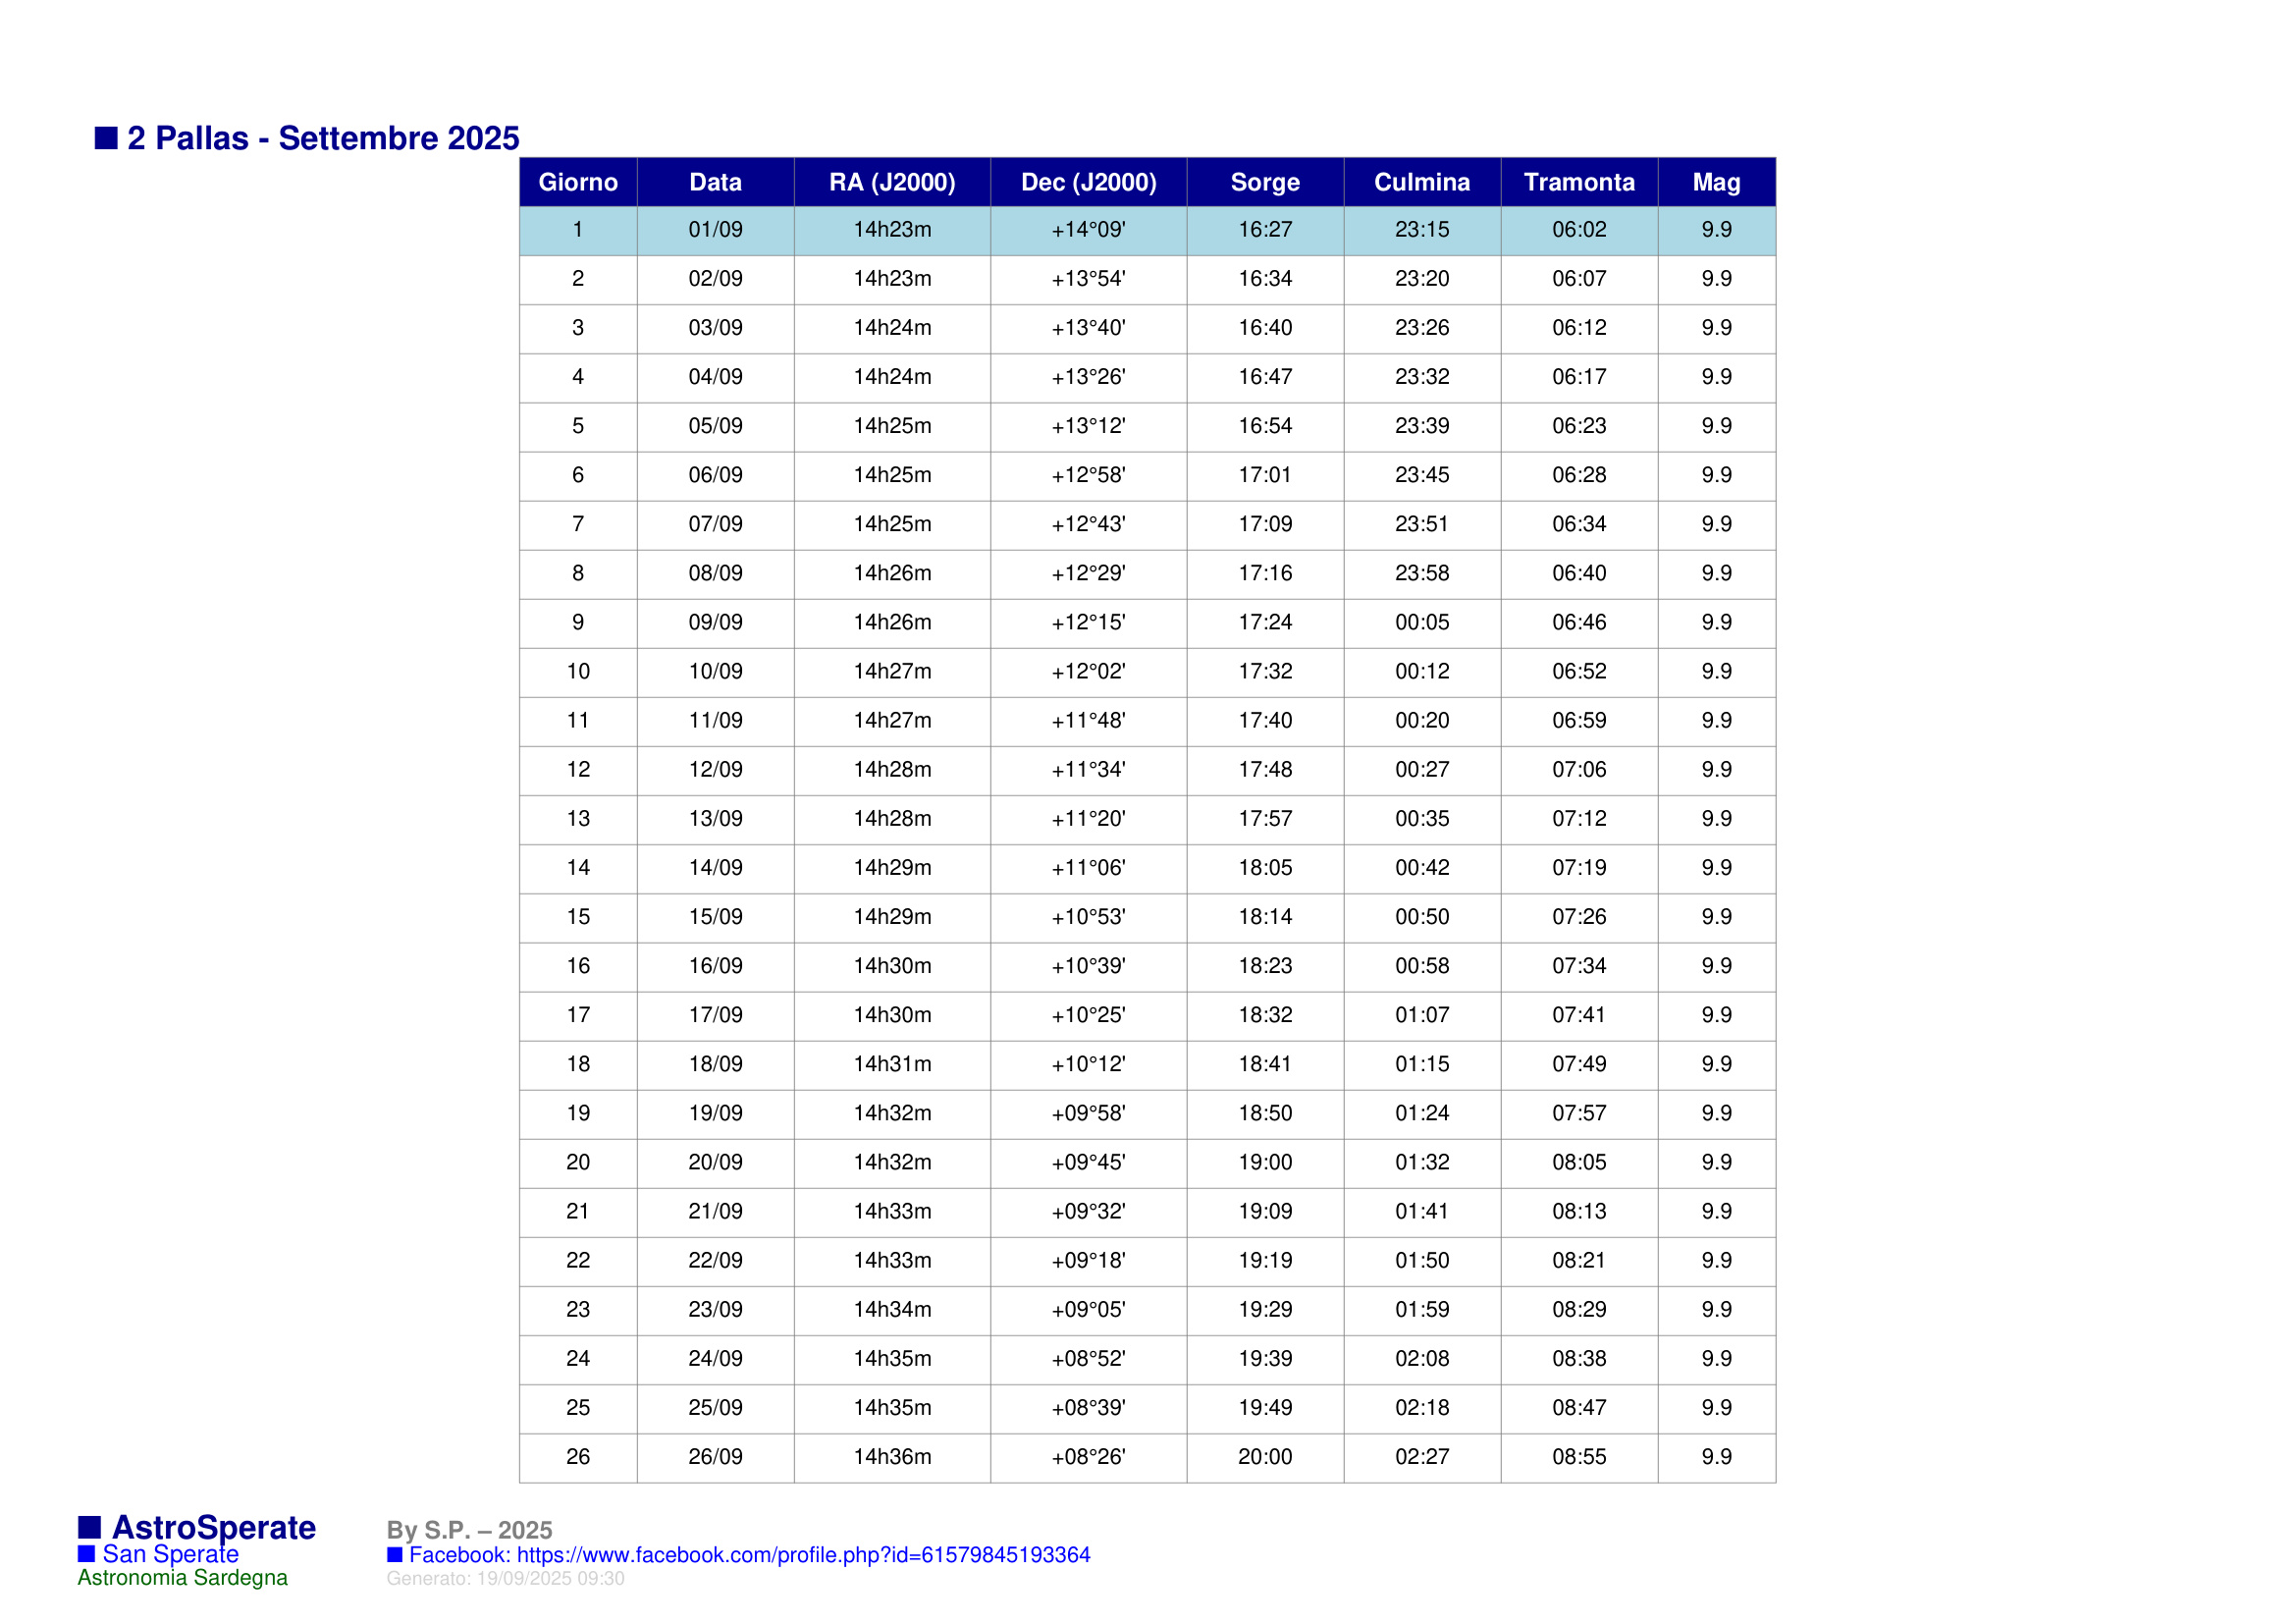 ■ 2 Pallas - Settembre 2025
Giorno Data RA (J2000) Dec (J2000) Sorge Culmina Tramonta Mag
1 01/09 14h23m +14°09' 16:27 23:15 06:02 9.9
2 02/09 14h23m +13°54' 16:34 23:20 06:07 9.9
3 03/09 14h24m +13°40' 16:40 23:26 06:12 9.9
4 04/09 14h24m +13°26' 16:47 23:32 06:17 9.9
5 05/09 14h25m +13°12' 16:54 23:39 06:23 9.9
6 06/09 14h25m +12°58' 17:01 23:45 06:28 9.9
7 07/09 14h25m +12°43' 17:09 23:51 06:34 9.9
8 08/09 14h26m +12°29' 17:16 23:58 06:40 9.9
9 09/09 14h26m +12°15' 17:24 00:05 06:46 9.9
10 10/09 14h27m +12°02' 17:32 00:12 06:52 9.9
11 11/09 14h27m +11°48' 17:40 00:20 06:59 9.9
12 12/09 14h28m +11°34' 17:48 00:27 07:06 9.9
13 13/09 14h28m +11°20' 17:57 00:35 07:12 9.9
14 14/09 14h29m +11°06' 18:05 00:42 07:19 9.9
15 15/09 14h29m +10°53' 18:14 00:50 07:26 9.9
16 16/09 14h30m +10°39' 18:23 00:58 07:34 9.9
17 17/09 14h30m +10°25' 18:32 01:07 07:41 9.9
18 18/09 14h31m +10°12' 18:41 01:15 07:49 9.9
19 19/09 14h32m +09°58' 18:50 01:24 07:57 9.9
20 20/09 14h32m +09°45' 19:00 01:32 08:05 9.9
21 21/09 14h33m +09°32' 19:09 01:41 08:13 9.9
22 22/09 14h33m +09°18' 19:19 01:50 08:21 9.9
23 23/09 14h34m +09°05' 19:29 01:59 08:29 9.9
24 24/09 14h35m +08°52' 19:39 02:08 08:38 9.9
25 25/09 14h35m +08°39' 19:49 02:18 08:47 9.9
26 26/09 14h36m +08°26' 20:00 02:27 08:55 9.9
■ AstroSperate
■ San Sperate
Astronomia Sardegna
By S.P. – 2025
■ Facebook: https://www.facebook.com/profile.php?id=61579845193364
Generato: 19/09/2025 09:30